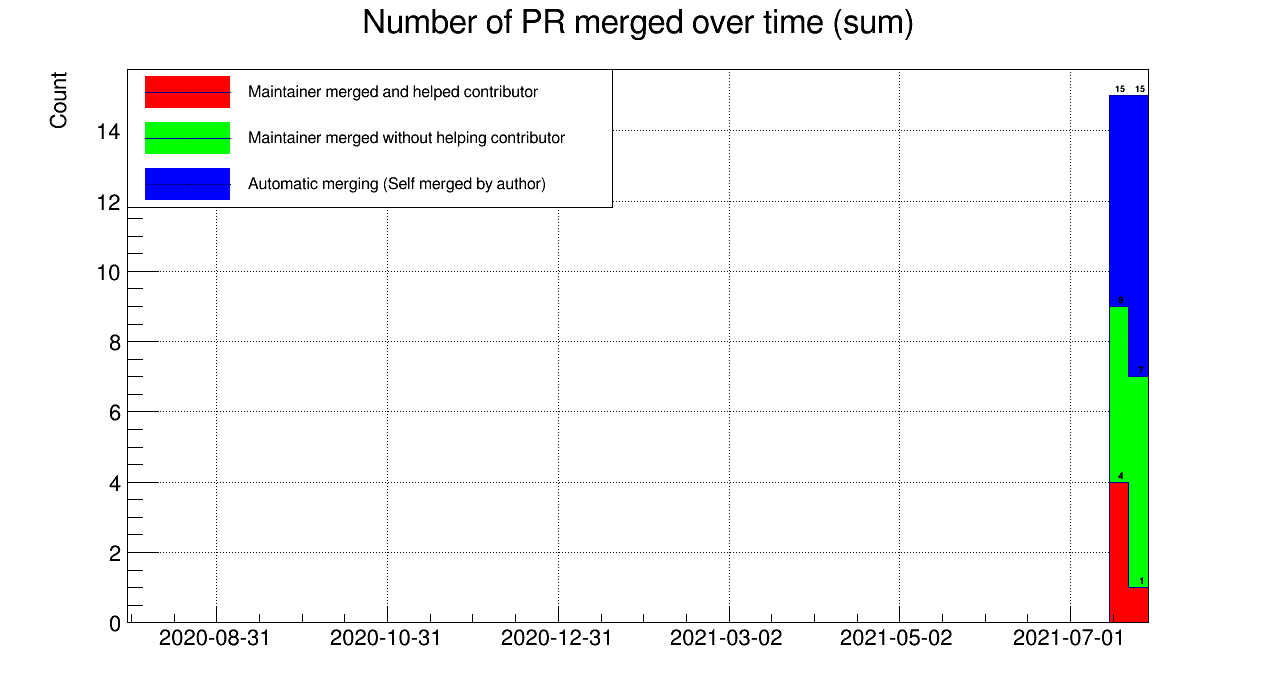 Number of PR merged over time (sum)
Count
Maintainer merged and helped contributor
Maintainer merged without helping contributor
Automatic merging (Self merged by author)
15 15
14
12
10
9
8
7
6
4
4
2
1
0
2020-08-31 2020-10-31 2020-12-31 2021-03-02 2021-05-02 2021-07-01